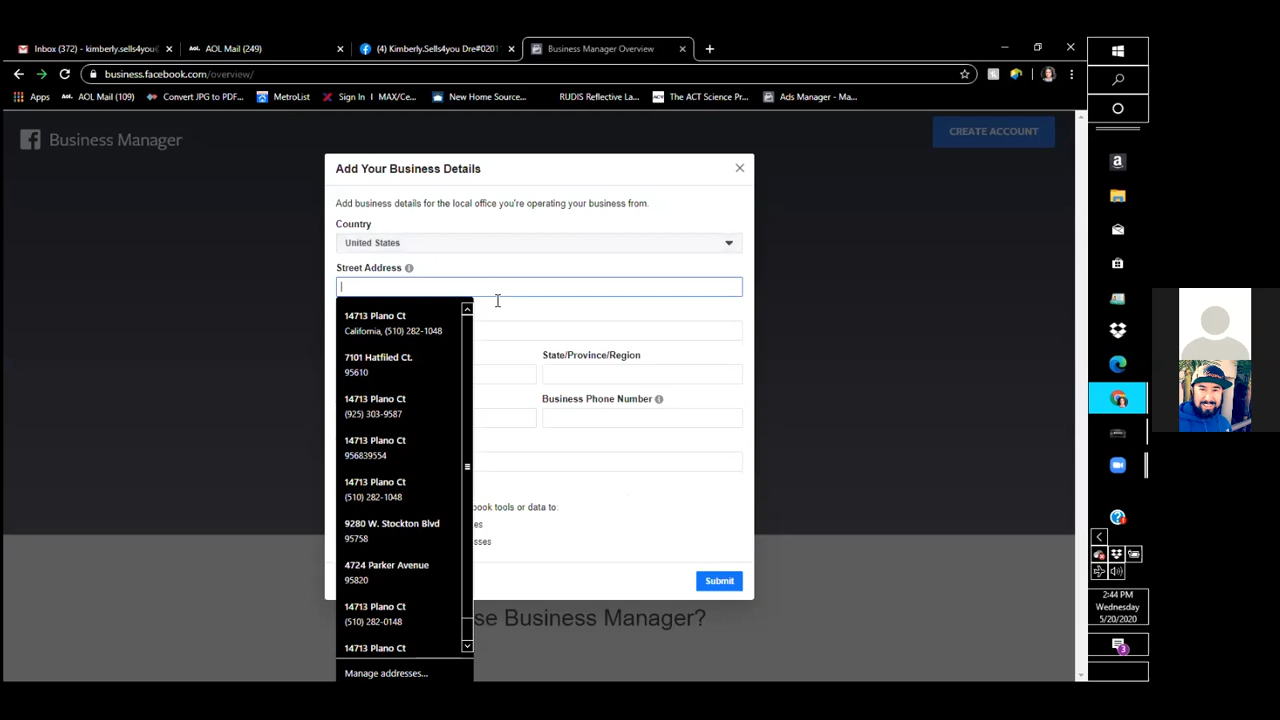 Inbox (372) - kimberly.sells4you@
AOL Mail (249)
(4) Kimberly.Sells4you Dre#0201
Business Manager Overview
business.facebook.com/overview/
Apps
AOL Mail (109)
Convert JPG to PDF...
MetroList
Sign In | MAX/Ce...
New Home Source...
RUDIS Reflective La...
The ACT Science Pr...
Ads Manager - Ma...
Business Manager
CREATE ACCOUNT
Add Your Business Details
Add business details for the local office you're operating your business from.
Country
United States
Street Address
14713 Plano Ct
California, (510) 282-1048
7101 Hatfiled Ct.
95610
State/Province/Region
14713 Plano Ct
(925) 303-9587
Business Phone Number
14713 Plano Ct
956839554
14713 Plano Ct
(510) 282-1048
book tools or data to:
9280 W. Stockton Blvd
95758
es
sses
4724 Parker Avenue
95820
Submit
14713 Plano Ct
(510) 282-0148
se Business Manager?
14713 Plano Ct
Manage addresses...
2:44 PM
Wednesday
5/20/2020
3